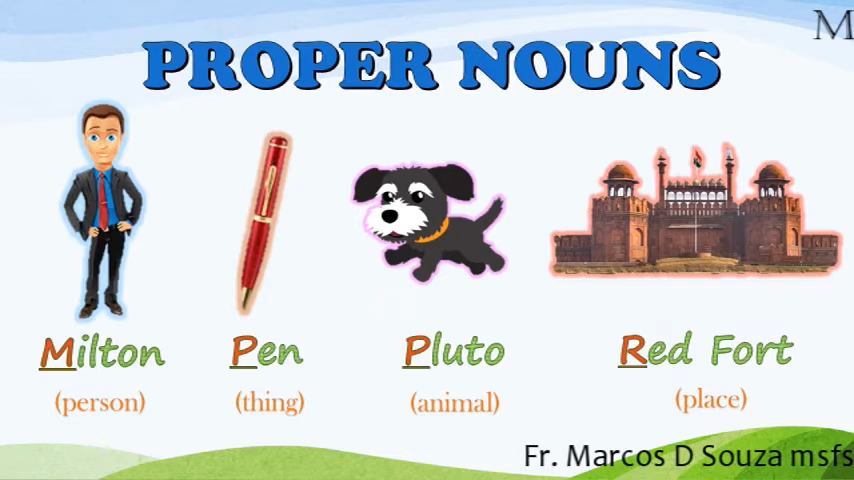 M
PROPER NOUNS
Milton Pen Pluto Red Fort
(person) (thing) (animal) (place)
Fr. Marcos D Souza msfs